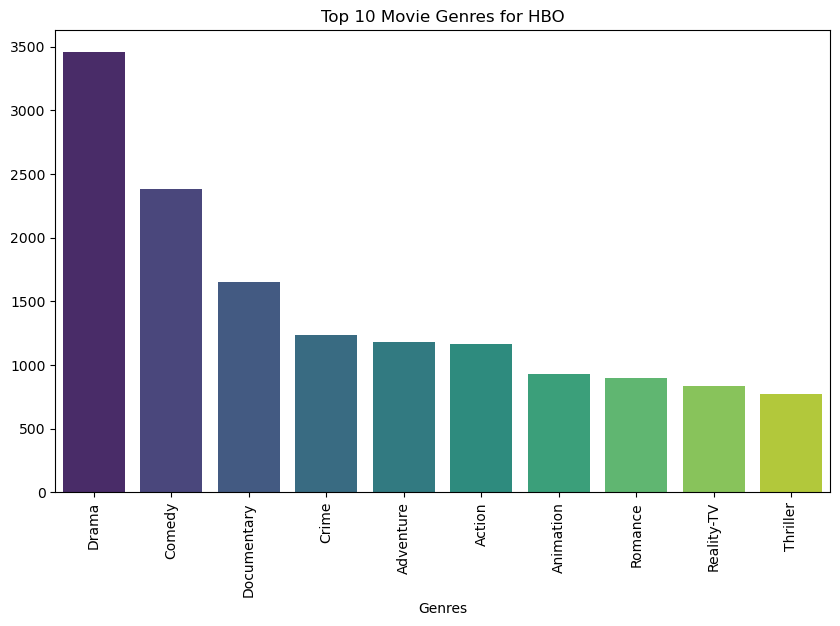 Top 10 Movie Genres for HBO
3500
3000
2500
2000
1500
1000
500
0
Drama
Comedy
Documentary
Crime
Adventure
Action
Animation
Romance
Reality-TV
Thriller
Genres